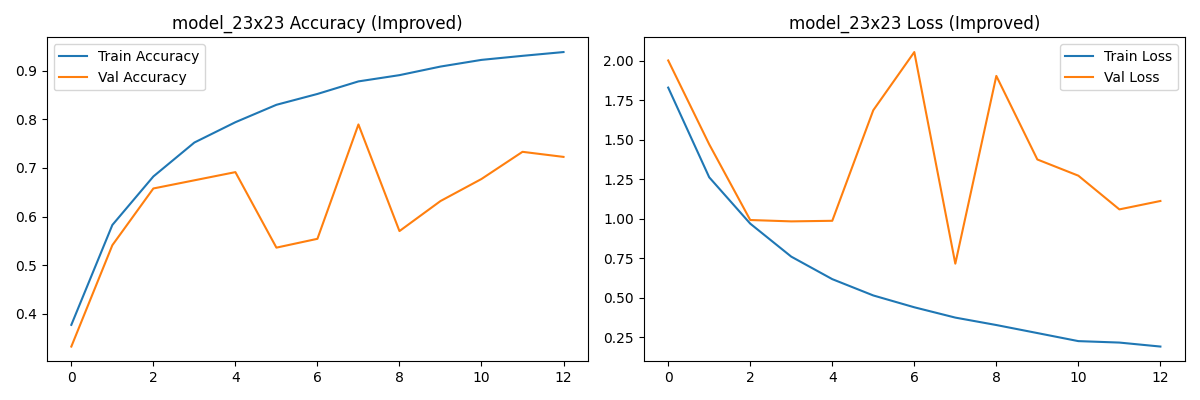 model_23x23 Accuracy (Improved)
Train Accuracy
Val Accuracy
0.9
0.8
0.7
0.6
0.5
0.4
0 2 4 6 8 10 12
model_23x23 Loss (Improved)
Train Loss
Val Loss
2.00
1.75
1.50
1.25
1.00
0.75
0.50
0.25
0 2 4 6 8 10 12